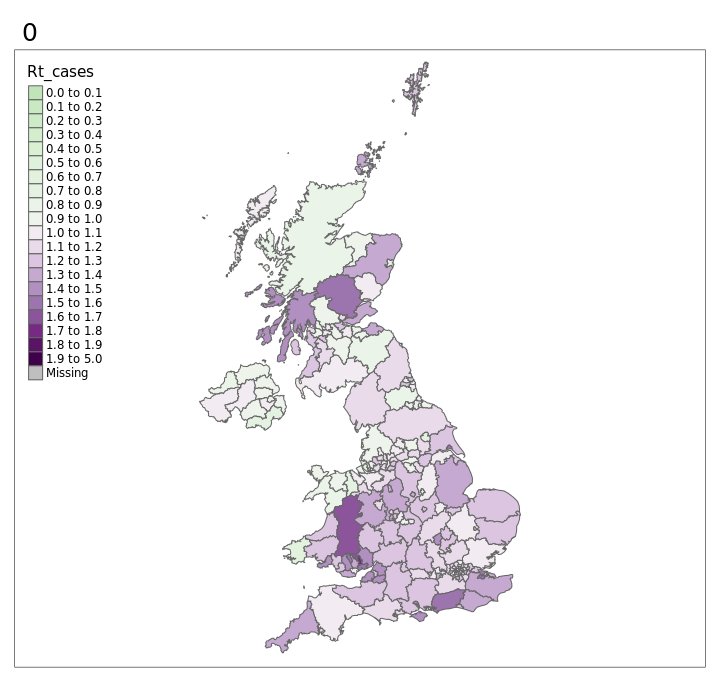 0
Rt_cases
0.0 to 0.1
0.1 to 0.2
0.2 to 0.3
0.3 to 0.4
0.4 to 0.5
0.5 to 0.6
0.6 to 0.7
0.7 to 0.8
0.8 to 0.9
0.9 to 1.0
1.0 to 1.1
1.1 to 1.2
1.2 to 1.3
1.3 to 1.4
1.4 to 1.5
1.5 to 1.6
1.6 to 1.7
1.7 to 1.8
1.8 to 1.9
1.9 to 5.0
Missing